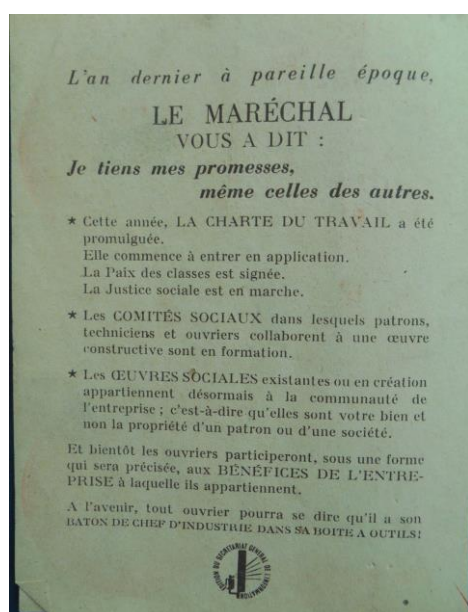 L'an dernier à pareille époque,
LE MARÉCHAL
VOUS A DIT :
Je tiens mes promesses,
même celles des autres.
★ Cette année, LA CHARTE DU TRAVAIL a été
promulguée.
Elle commence à entrer en application.
La Paix des classes est signée.
La Justice sociale est en marche.
★ Les COMITÉS SOCIAUX dans lesquels patrons,
techniciens et ouvriers collaborent à une œuvre
constructive sont en formation.
★ Les ŒUVRES SOCIALES existantes ou en création
appartiennent désormais à la communauté de
l'entreprise ; c'est-à-dire qu'elles sont votre bien et
non la propriété d'un patron ou d'une société.
Et bientôt les ouvriers participeront, sous une forme
qui sera précisée, aux BÉNÉFICES DE L'ENTRE-
PRISE à laquelle ils appartiennent.
A l'avenir, tout ouvrier pourra se dire qu'il a son
BATON DE CHEF D'INDUSTRIE DANS SA BOITE A OUTILS !
EDITION DU SECRETARIAT GENERAL DE L'INFORMATION